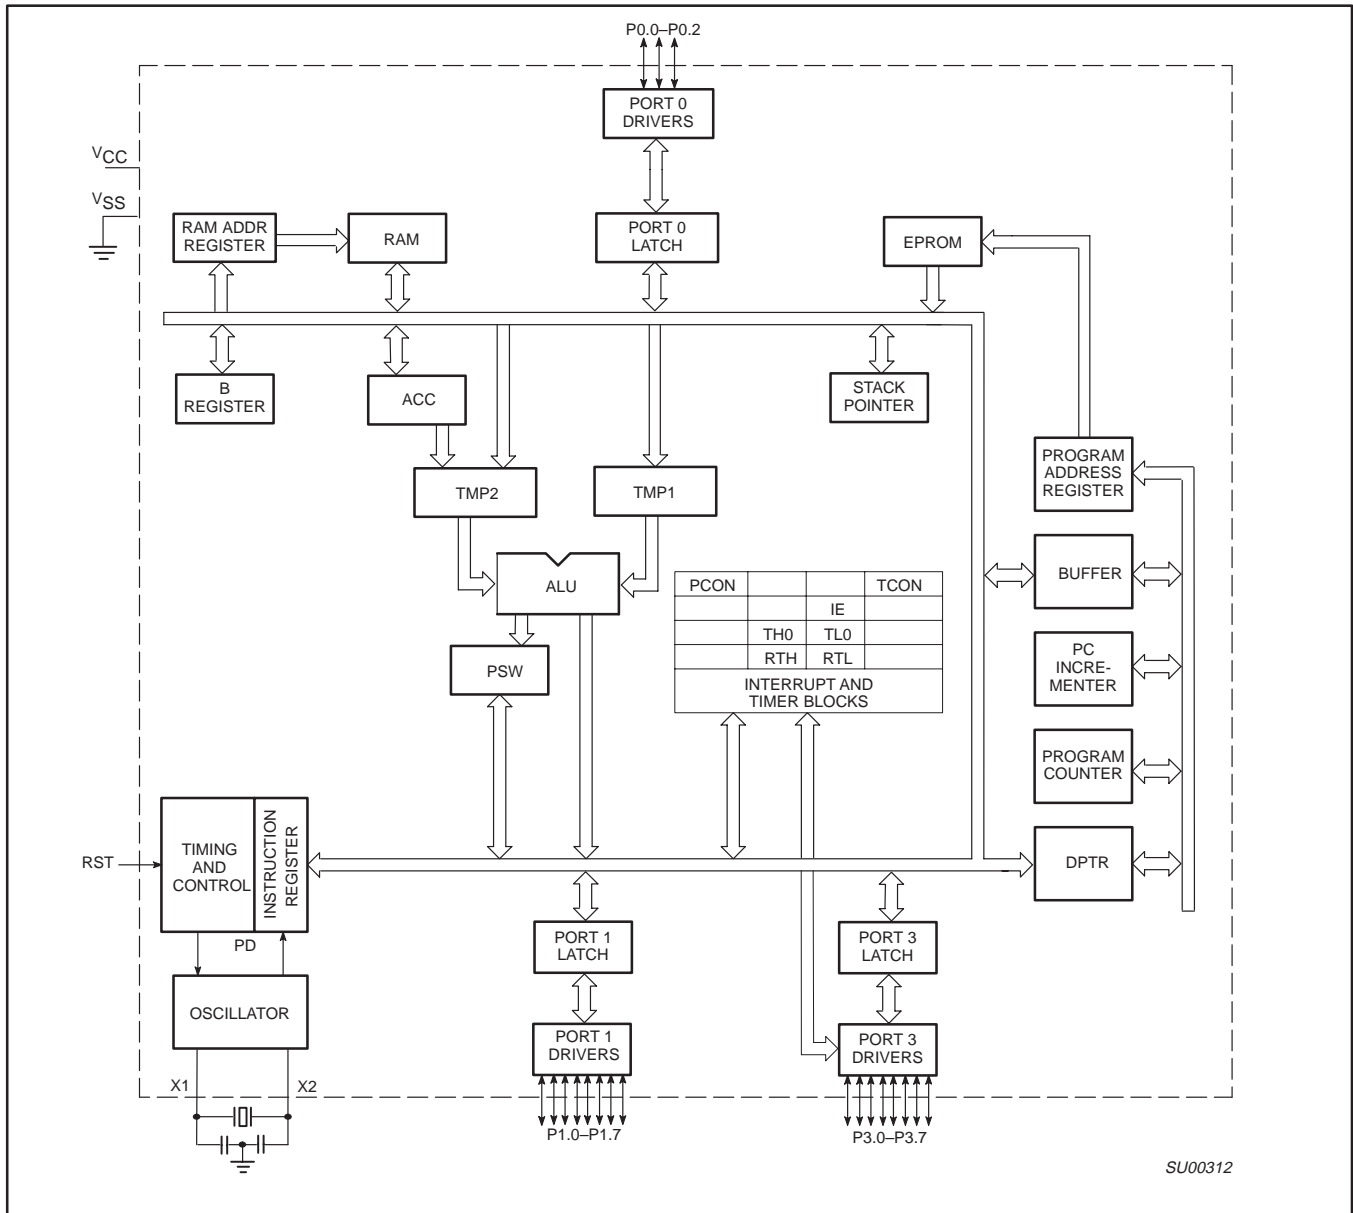 P0.0–P0.2
PORT 0
DRIVERS
VCC
VSS
RAM ADDR
REGISTER
RAM
PORT 0
LATCH
EPROM
B
REGISTER
ACC
STACK
POINTER
PROGRAM
ADDRESS
REGISTER
TMP2
TMP1
BUFFER
ALU
PCON
TCON
IE
TH0
TL0
RTH
RTL
INTERRUPT AND
TIMER BLOCKS
PSW
PC
INCRE-
MENTER
PROGRAM
COUNTER
RST
TIMING
AND
CONTROL
INSTRUCTION
REGISTER
DPTR
PD
PORT 1
LATCH
PORT 3
LATCH
OSCILLATOR
PORT 1
DRIVERS
PORT 3
DRIVERS
X1
X2
P1.0–P1.7
P3.0–P3.7
SU00312